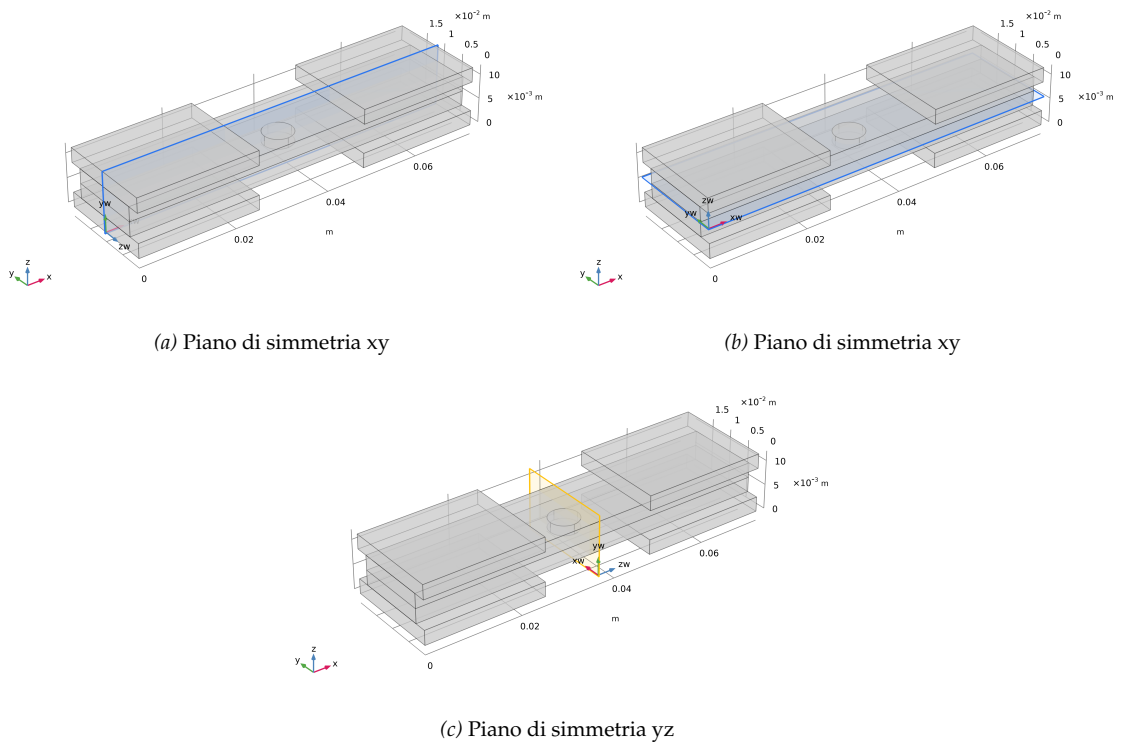 ×10⁻² m
1.5
1
0.5
0
10
5
×10⁻³ m
0
0.06
0.04
m
0.02
0
yw
zw
z
y
x
(a) Piano di simmetria xy
×10⁻² m
1.5
1
0.5
0
10
5
×10⁻³ m
0
0.06
0.04
m
0.02
0
zw
yw
xw
z
y
x
(b) Piano di simmetria xy
×10⁻² m
1.5
1
0.5
0
10
5
×10⁻³ m
0
0.06
0.04
m
0.02
0
yw
xw
zw
z
y
x
(c) Piano di simmetria yz